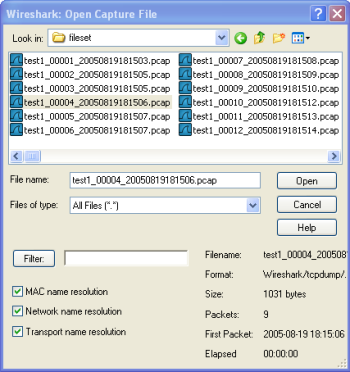 Wireshark: Open Capture File
Look in: fileset
test1_00001_20050819181503.pcap test1_00007_20050819181508.pcap
test1_00002_20050819181505.pcap test1_00008_20050819181509.pcap
test1_00003_20050819181505.pcap test1_00009_20050819181510.pcap
test1_00004_20050819181506.pcap test1_00010_20050819181512.pcap
test1_00005_20050819181507.pcap test1_00011_20050819181513.pcap
test1_00006_20050819181507.pcap test1_00012_20050819181514.pcap
File name: test1_00004_20050819181506.pcap Open
Files of type: All Files (*.*) Cancel
Help
Filter: Filename: test1_00004_20050
Format: Wireshark/tcpdump/.
MAC name resolution Size: 1031 bytes
Network name resolution Packets: 9
Transport name resolution First Packet: 2005-08-19 18:15:06
Elapsed 00:00:00